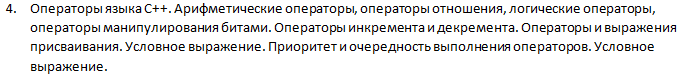 4. Операторы языка С++. Арифметические операторы, операторы отношения, логические операторы,
операторы манипулирования битами. Операторы инкремента и декремента. Операторы и выражения
присваивания. Условное выражение. Приоритет и очередность выполнения операторов. Условное
выражение.